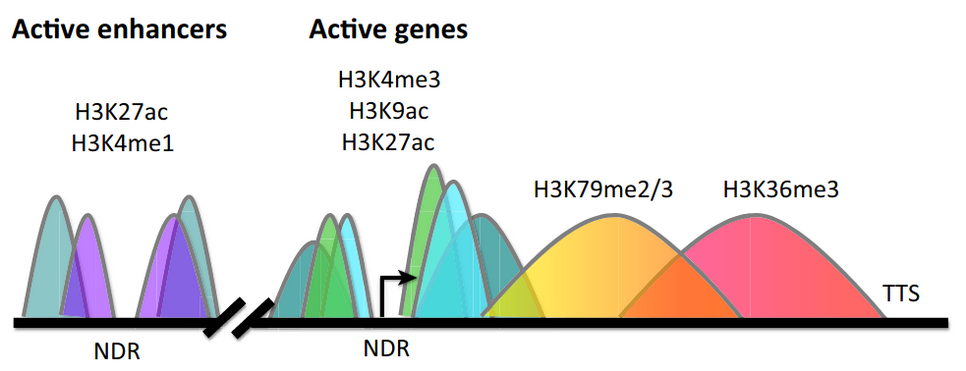 Active enhancers
Active genes
H3K27ac
H3K4me1
H3K4me3
H3K9ac
H3K27ac
H3K79me2/3
H3K36me3
TTS
NDR
NDR